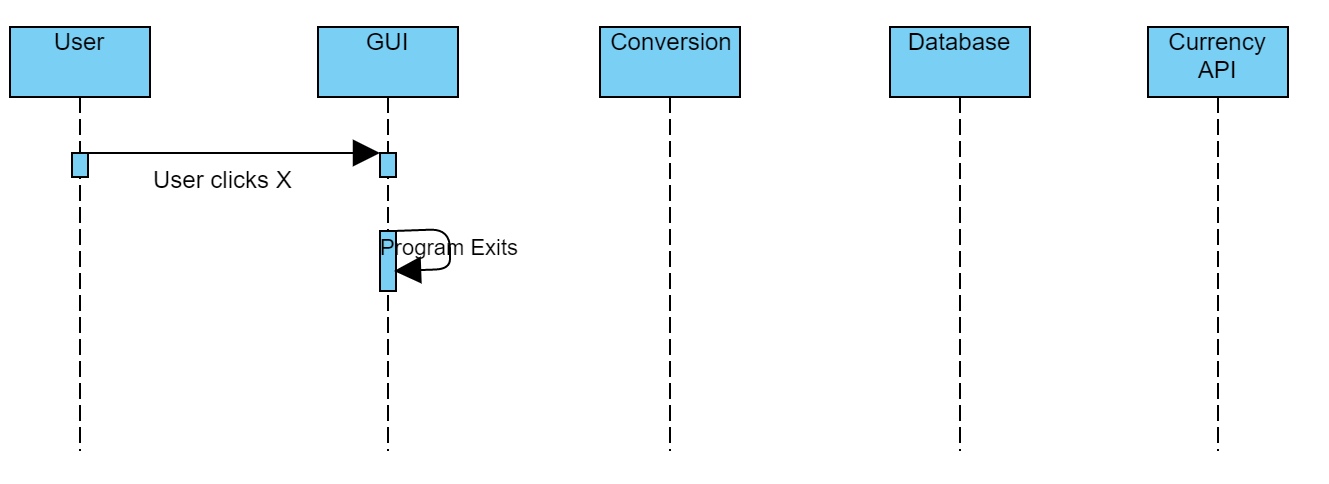 User
GUI
Conversion
Database
Currency
API
User clicks X
Program Exits